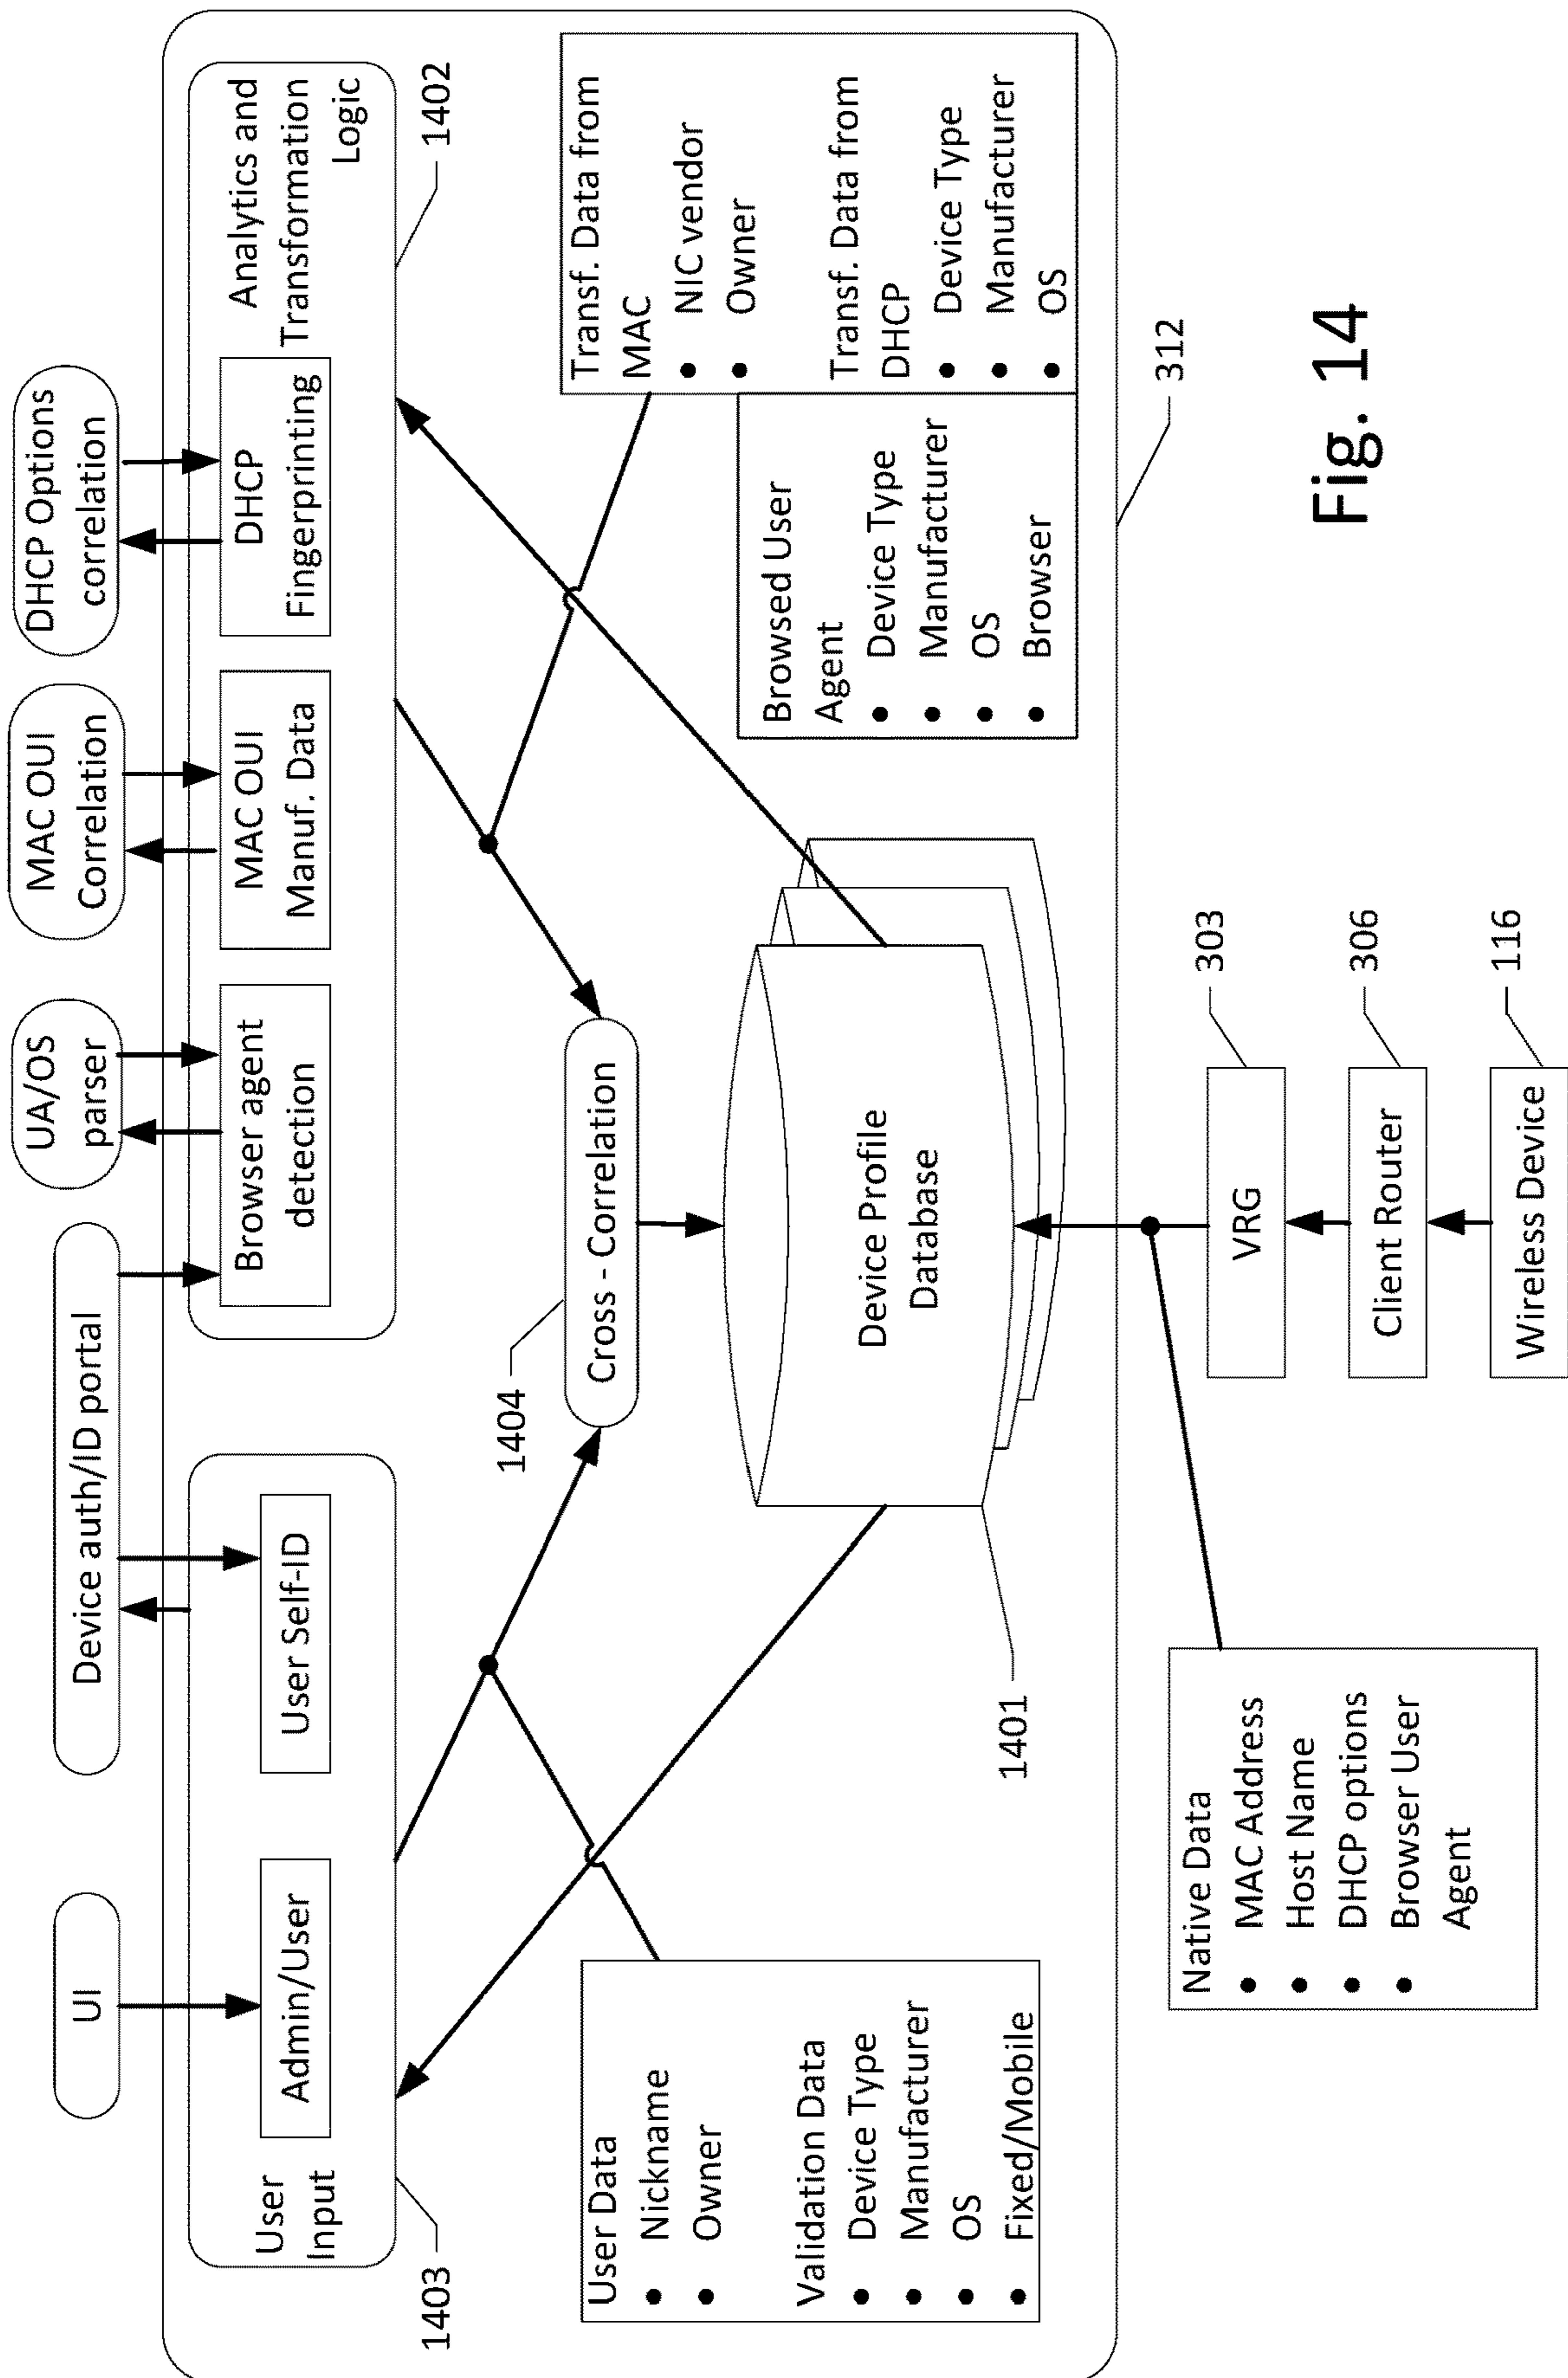 UI
Device auth/ID portal
UA/OS
parser
MAC OUI
Correlation
DHCP Options
correlation
User
Input
Admin/User
User Self-ID
Browser agent
detection
MAC OUI
Manuf. Data
DHCP
Fingerprinting
Analytics and
Transformation
Logic
1403
1402
1404
Cross - Correlation
User Data
• Nickname
• Owner
Validation Data
• Device Type
• Manufacturer
• OS
• Fixed/Mobile
Device Profile
Database
1401
Transf. Data from
MAC
• NIC vendor
• Owner
Transf. Data from
DHCP
• Device Type
• Manufacturer
• OS
Browsed User
Agent
• Device Type
• Manufacturer
• OS
• Browser
312
Native Data
• MAC Address
• Host Name
• DHCP options
• Browser User
Agent
VRG
303
Client Router
306
Wireless Device
116
Fig. 14